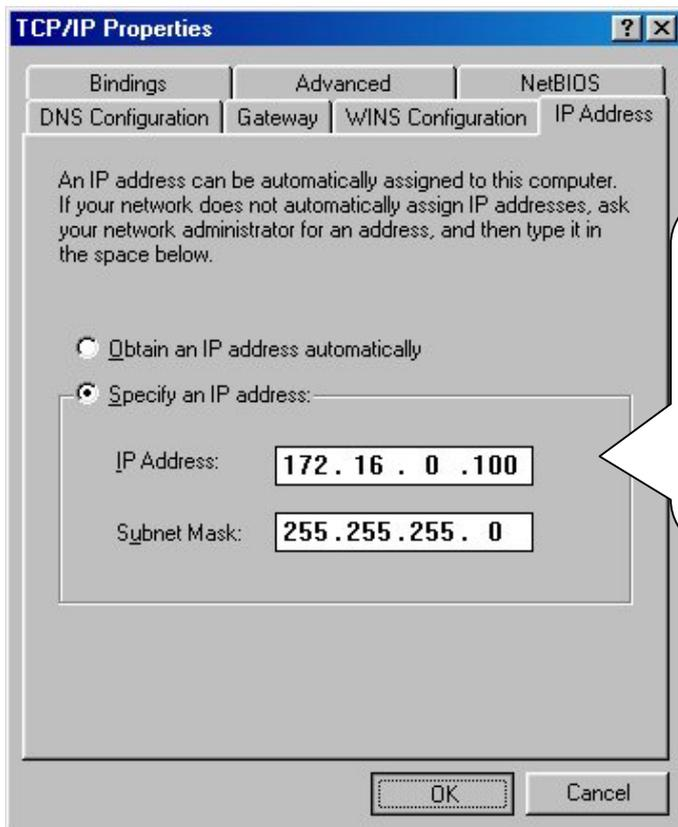 TCP/IP Properties
? X
Bindings Advanced NetBIOS
DNS Configuration Gateway WINS Configuration IP Address
An IP address can be automatically assigned to this computer.
If your network does not automatically assign IP addresses, ask
your network administrator for an address, and then type it in
the space below.
Obtain an IP address automatically
Specify an IP address:
IP Address: 172. 16 . 0 .100
Subnet Mask: 255.255.255. 0
OK Cancel